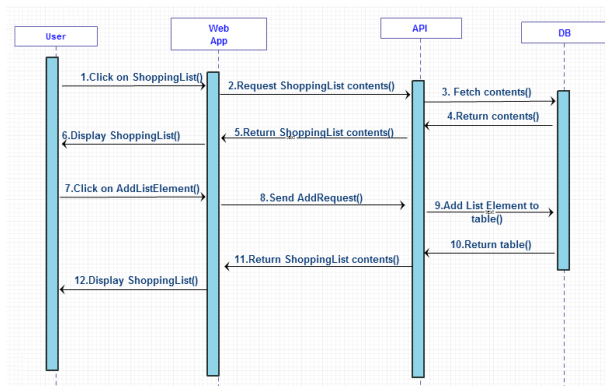 User
Web
App
API
DB
1.Click on ShoppingList()
2.Request ShoppingList contents()
3. Fetch contents()
4.Return contents()
5.Return ShoppingList contents()
6.Display ShoppingList()
7.Click on AddListElement()
8.Send AddRequest()
9.Add List Element to
table()
10.Return table()
11.Return ShoppingList contents()
12.Display ShoppingList()